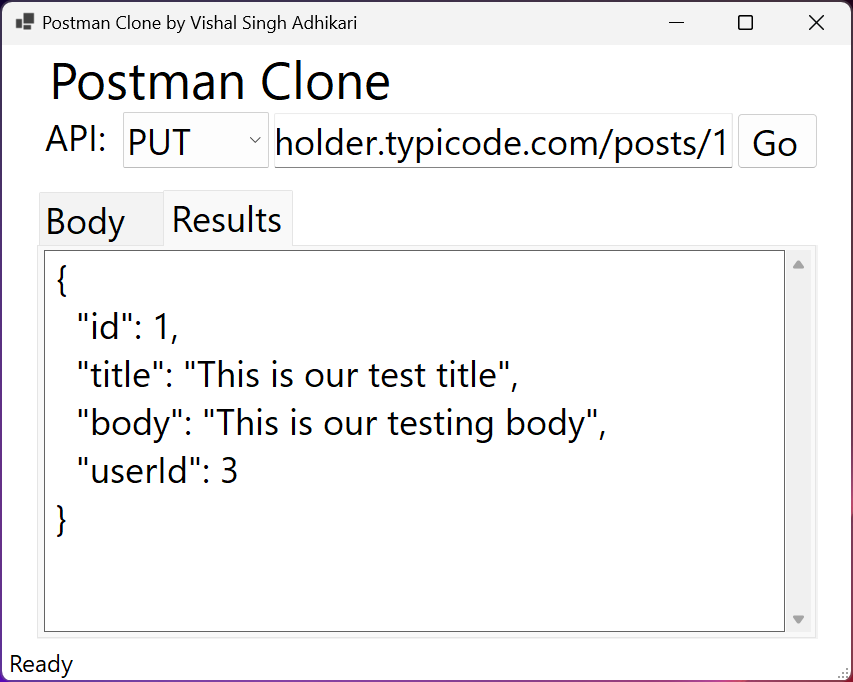 Postman Clone by Vishal Singh Adhikari
Postman Clone
API: PUT holder.typicode.com/posts/1 Go
Body Results
{
"id": 1,
"title": "This is our test title",
"body": "This is our testing body",
"userId": 3
}
Ready